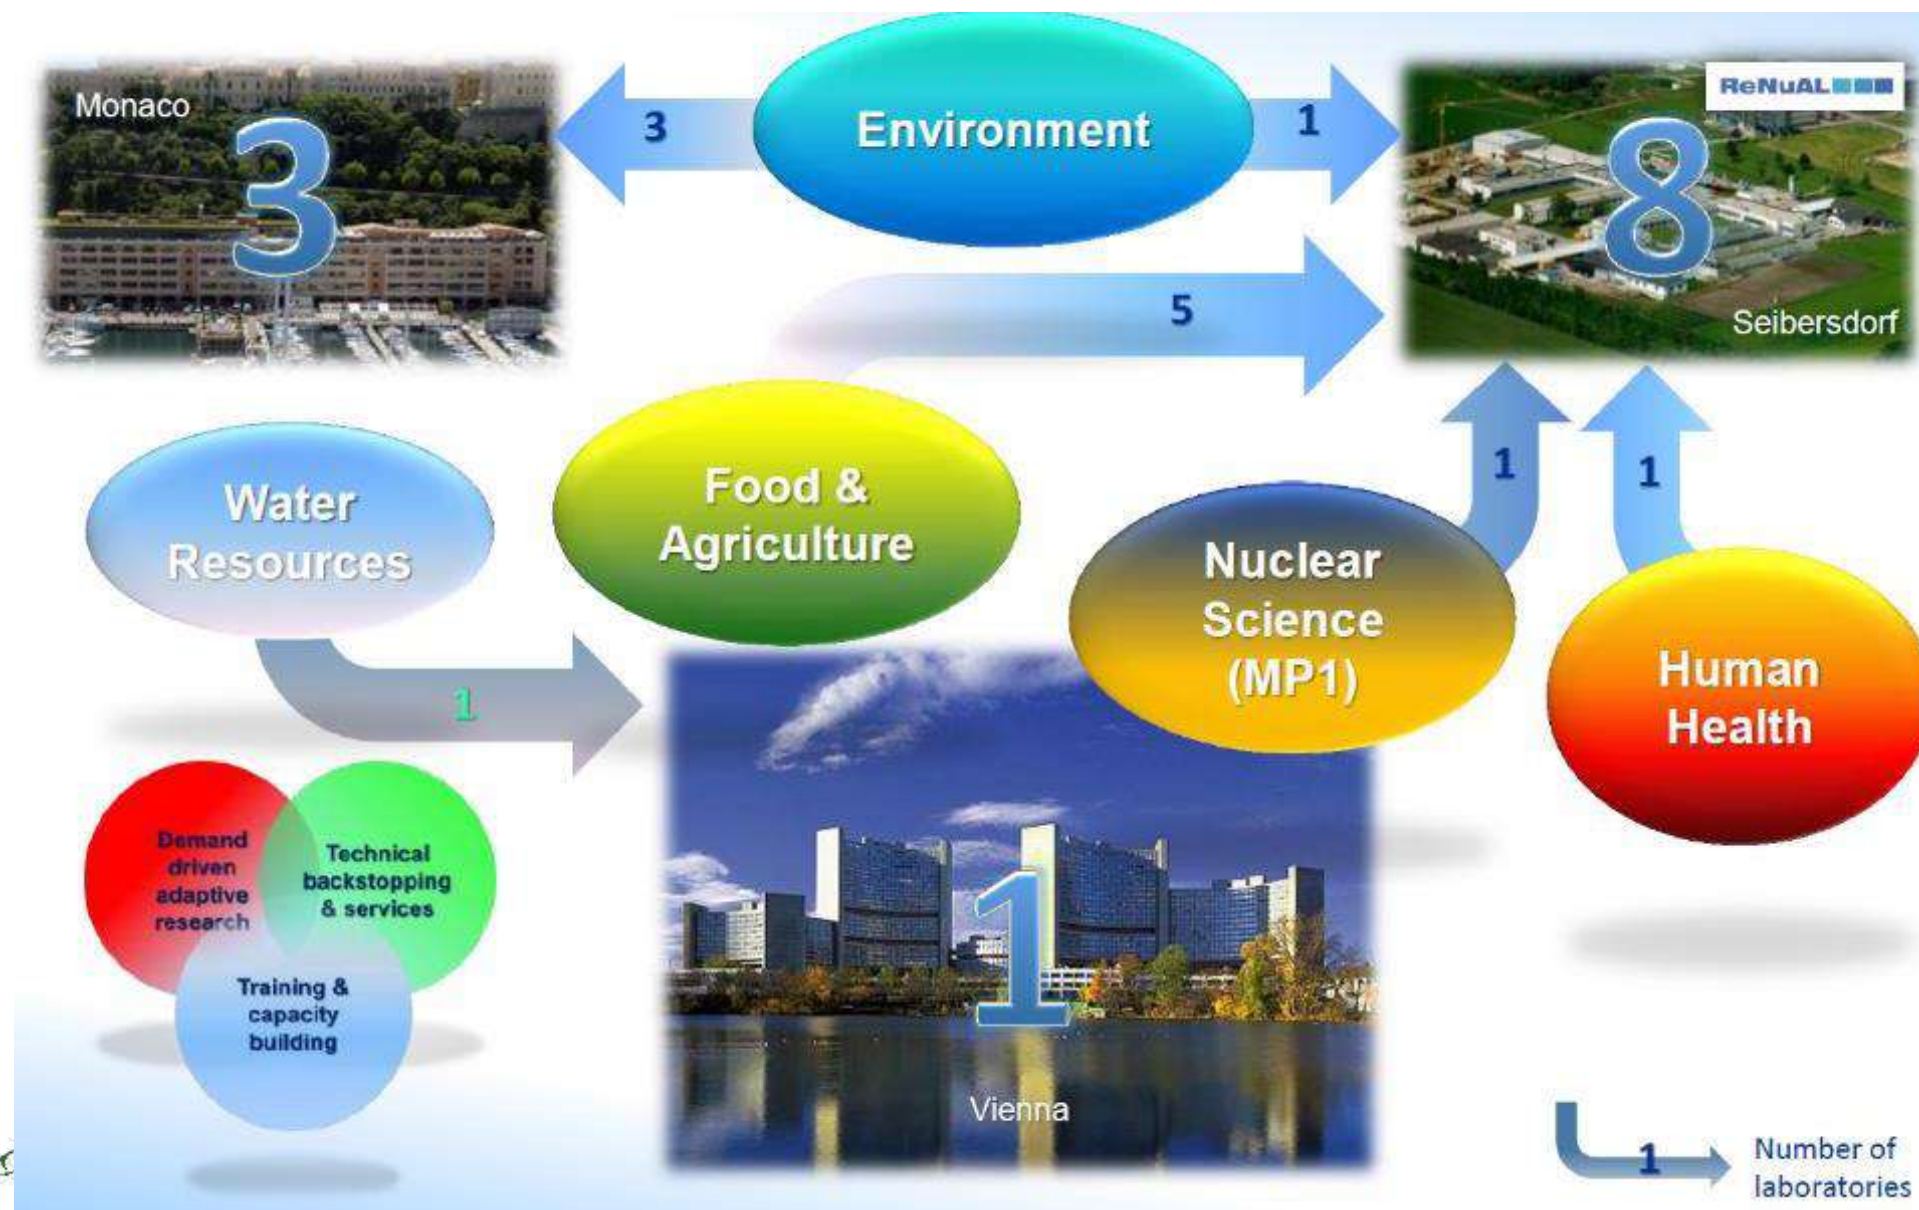 Monaco
3
3
Environment
1
ReNuAL
8
Seibersdorf
5
Water
Resources
Food &
Agriculture
1
1
Nuclear
Science
(MP1)
Human
Health
1
Demand
driven
adaptive
research
Technical
backstopping
& services
Training &
capacity
building
1
Vienna
1
Number of
laboratories